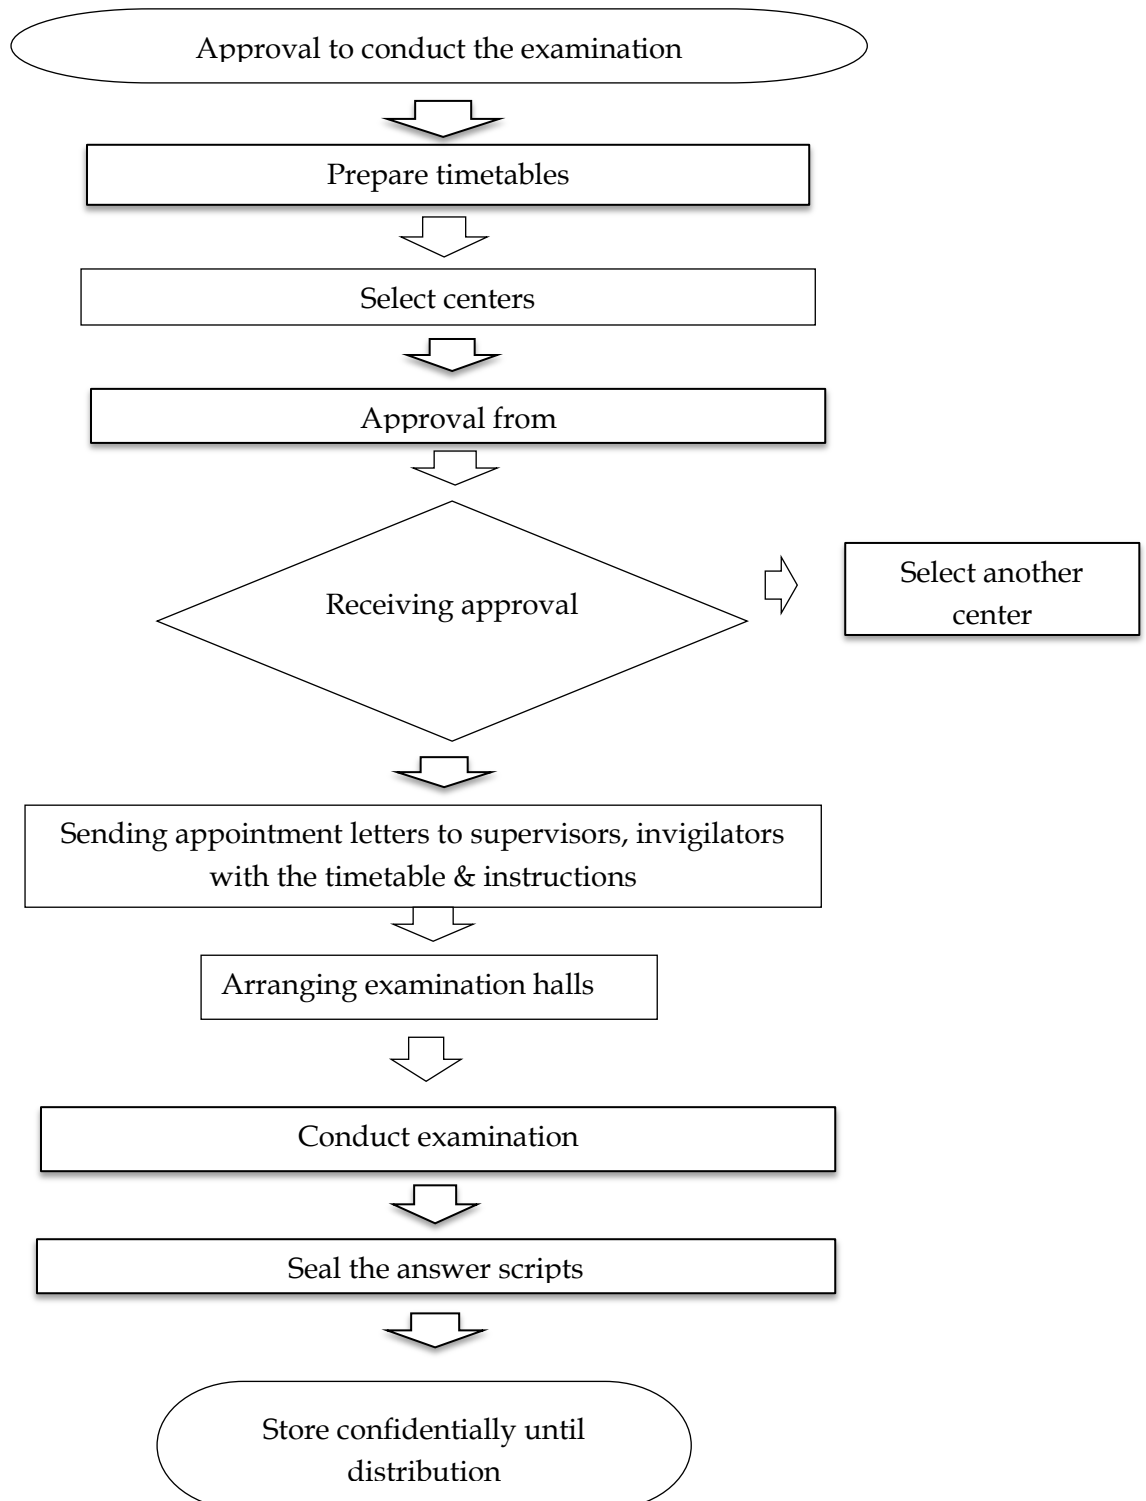 Approval to conduct the examination
Prepare timetables
Select centers
Approval from
Receiving approval
Select another
center
Sending appointment letters to supervisors, invigilators
with the timetable & instructions
Arranging examination halls
Conduct examination
Seal the answer scripts
Store confidentially until
distribution